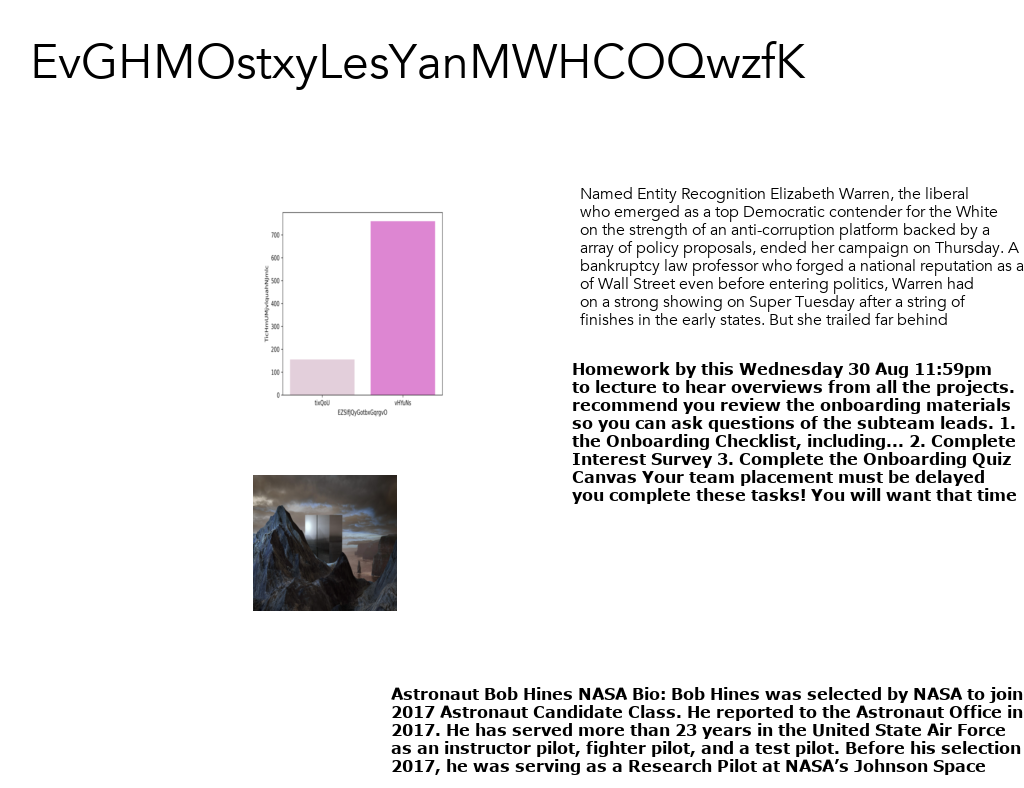 EvGHMOstxyLesYanMWHCOQwzfK
Named Entity Recognition Elizabeth Warren, the liberal
who emerged as a top Democratic contender for the White
on the strength of an anti-corruption platform backed by a
array of policy proposals, ended her campaign on Thursday. A
bankruptcy law professor who forged a national reputation as a
of Wall Street even before entering politics, Warren had
on a strong showing on Super Tuesday after a string of
finishes in the early states. But she trailed far behind
700
600
500
400
300
200
100
0
tixQoU
vHYuNs
Homework by this Wednesday 30 Aug 11:59pm
to lecture to hear overviews from all the projects.
recommend you review the onboarding materials
so you can ask questions of the subteam leads. 1.
the Onboarding Checklist, including... 2. Complete
Interest Survey 3. Complete the Onboarding Quiz
Canvas Your team placement must be delayed
you complete these tasks! You will want that time
Astronaut Bob Hines NASA Bio: Bob Hines was selected by NASA to join
2017 Astronaut Candidate Class. He reported to the Astronaut Office in
2017. He has served more than 23 years in the United State Air Force
as an instructor pilot, fighter pilot, and a test pilot. Before his selection
2017, he was serving as a Research Pilot at NASA’s Johnson Space